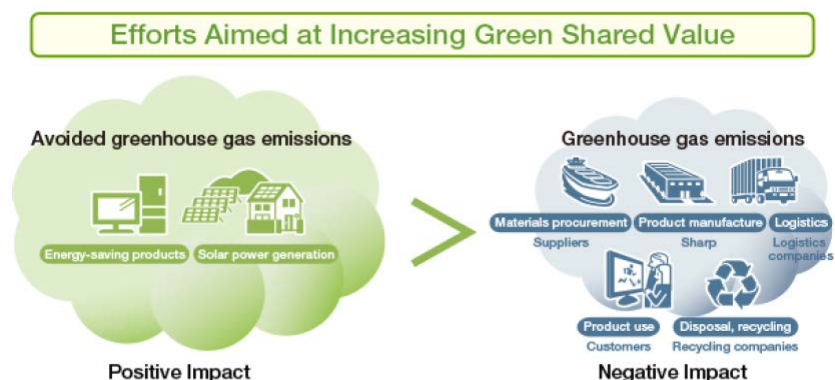 Efforts Aimed at Increasing Green Shared Value
Avoided greenhouse gas emissions
Energy-saving products
Solar power generation
Positive Impact
Greenhouse gas emissions
Materials procurement
Suppliers
Product manufacture
Sharp
Logistics
Logistics
companies
Product use
Customers
Disposal, recycling
Recycling companies
Negative Impact